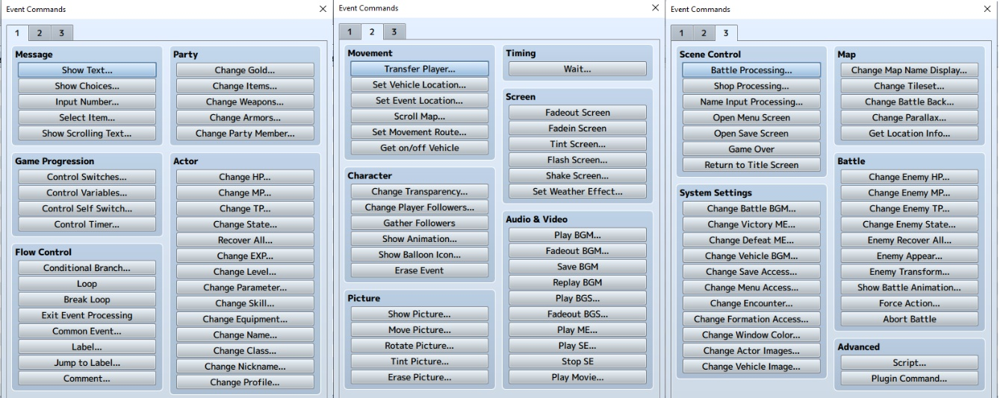 Event Commands
1 2 3
Message
Show Text...
Show Choices...
Input Number...
Select Item...
Show Scrolling Text...
Game Progression
Control Switches...
Control Variables...
Control Self Switch...
Control Timer...
Flow Control
Conditional Branch...
Loop
Break Loop
Exit Event Processing
Common Event...
Label...
Jump to Label...
Comment...
Party
Change Gold...
Change Items...
Change Weapons...
Change Armors...
Change Party Member...
Actor
Change HP...
Change MP...
Change TP...
Change State...
Recover All...
Change EXP...
Change Level...
Change Parameter...
Change Skill...
Change Equipment...
Change Name...
Change Class...
Change Nickname...
Change Profile...
Event Commands
1 2 3
Movement
Transfer Player...
Set Vehicle Location...
Set Event Location...
Scroll Map...
Set Movement Route...
Get on/off Vehicle
Character
Change Transparency...
Change Player Followers...
Gather Followers
Show Animation...
Show Balloon Icon...
Erase Event
Picture
Show Picture...
Move Picture...
Rotate Picture...
Tint Picture...
Erase Picture...
Timing
Wait...
Screen
Fadeout Screen
Fadein Screen
Tint Screen...
Flash Screen...
Shake Screen...
Set Weather Effect...
Audio & Video
Play BGM...
Fadeout BGM...
Save BGM
Replay BGM
Play BGS...
Fadeout BGS...
Play ME...
Play SE...
Stop SE
Play Movie...
Event Commands
1 2 3
Scene Control
Battle Processing...
Shop Processing...
Name Input Processing...
Open Menu Screen
Open Save Screen
Game Over
Return to Title Screen
System Settings
Change Battle BGM...
Change Victory ME...
Change Defeat ME...
Change Vehicle BGM...
Change Save Access...
Change Menu Access...
Change Encounter...
Change Formation Access...
Change Window Color...
Change Actor Images...
Change Vehicle Image...
Map
Change Map Name Display...
Change Tileset...
Change Battle Back...
Change Parallax...
Get Location Info...
Battle
Change Enemy HP...
Change Enemy MP...
Change Enemy TP...
Change Enemy State...
Enemy Recover All...
Enemy Appear...
Enemy Transform...
Show Battle Animation...
Force Action...
Abort Battle
Advanced
Script...
Plugin Command...